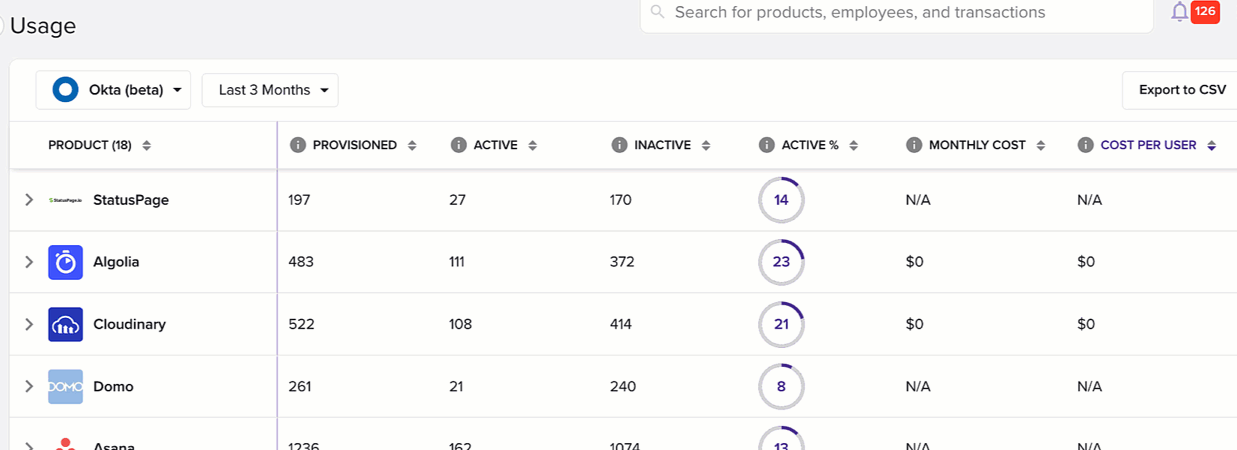 Usage
Search for products, employees, and transactions
126
Okta (beta)
Last 3 Months
Export to CSV
PRODUCT (18) PROVISIONED ACTIVE INACTIVE ACTIVE % MONTHLY COST COST PER USER
StatusPage.io StatusPage 197 27 170 14 N/A N/A
Algolia 483 111 372 23 $0 $0
Cloudinary 522 108 414 21 $0 $0
DOMO Domo 261 21 240 8 N/A N/A
Asana 1236 162 1074 13 N/A N/A